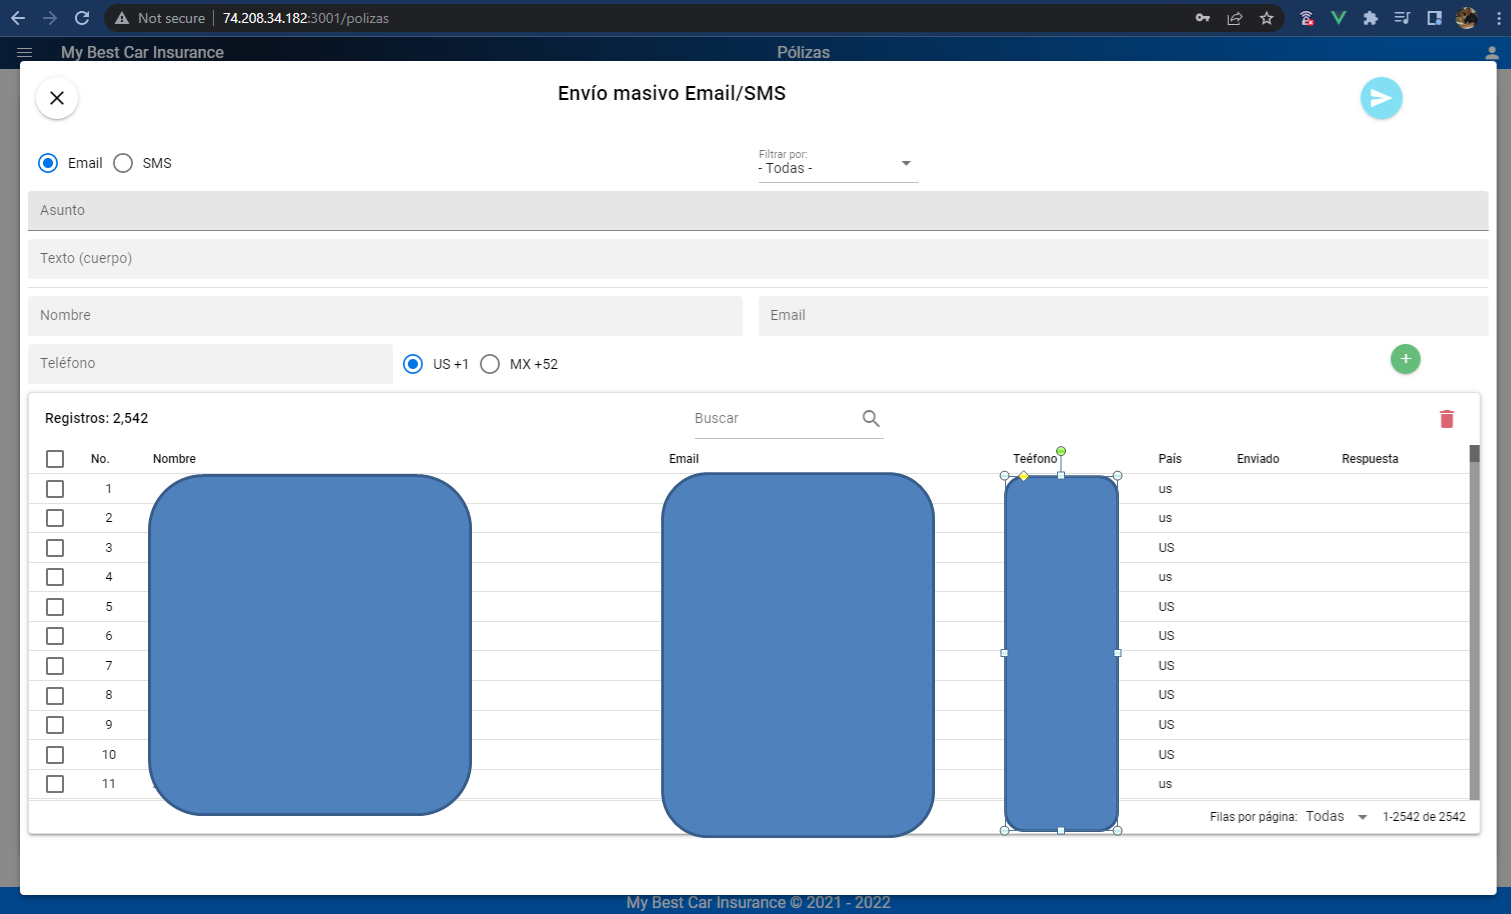 Not secure | 74.208.34.182:3001/polizas
My Best Car Insurance Pólizas
Envío masivo Email/SMS
Email SMS
Filtrar por:
- Todas -
Asunto
Texto (cuerpo)
Nombre Email
Teléfono US +1 MX +52
Registros: 2,542 Buscar
No. Nombre Email Teéfono País Enviado Respuesta
1 us
2 us
3 US
4 us
5 US
6 US
7 US
8 US
9 US
10 US
11 us
Filas por página: Todas 1-2542 de 2542
My Best Car Insurance © 2021 - 2022